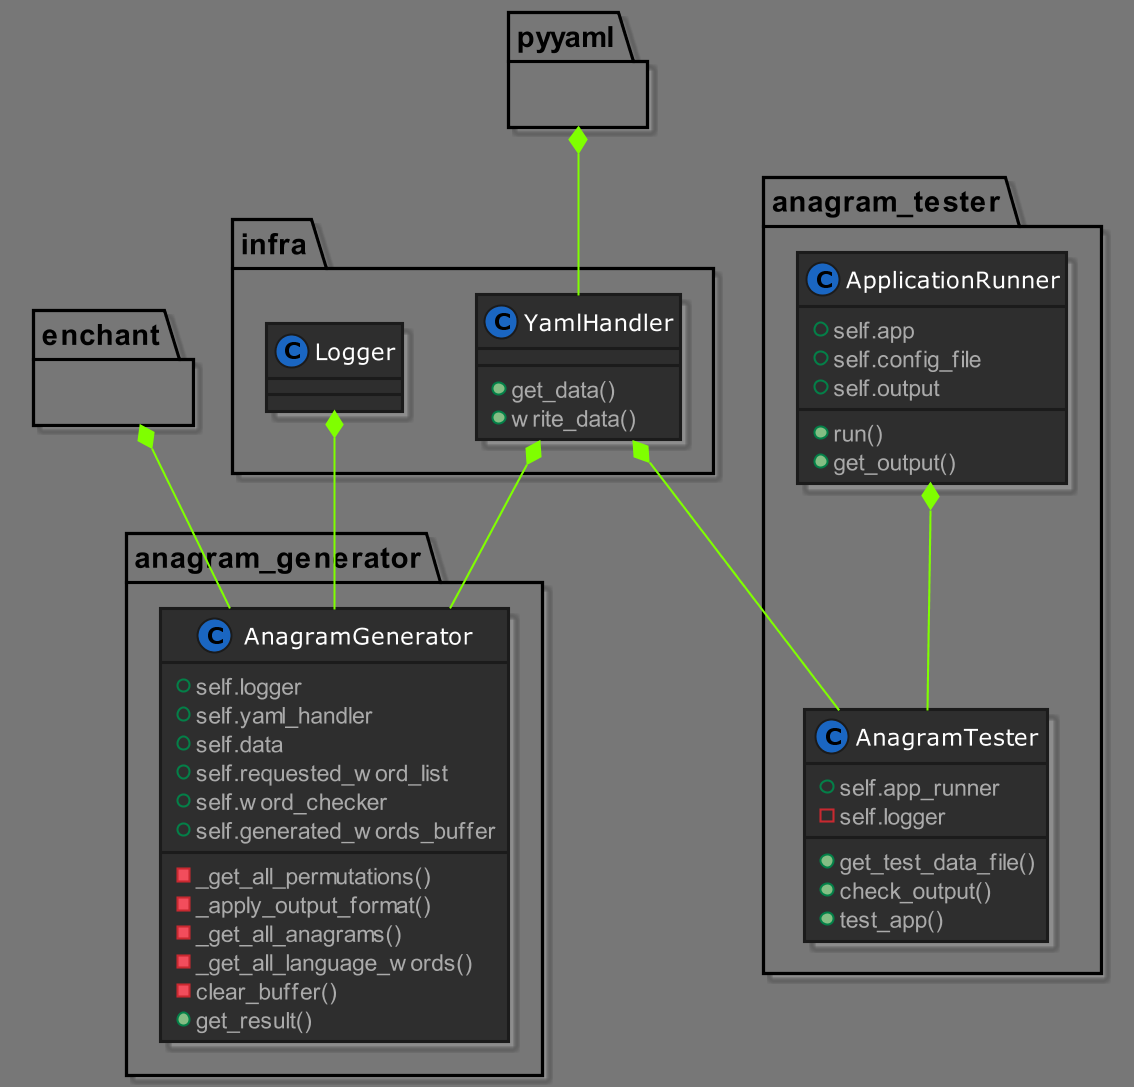 pyyaml
anagram_tester
infra
C ApplicationRunner
self.app
self.config_file
self.output
run()
get_output()
C YamlHandler
get_data()
write_data()
C Logger
enchant
anagram_generator
C AnagramGenerator
self.logger
self.yaml_handler
self.data
self.requested_word_list
self.word_checker
self.generated_words_buffer
_get_all_permutations()
_apply_output_format()
_get_all_anagrams()
_get_all_language_words()
clear_buffer()
get_result()
C AnagramTester
self.app_runner
self.logger
get_test_data_file()
check_output()
test_app()